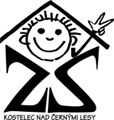 ZŠ
KOSTELEC NAD ČERNÝMI LESY